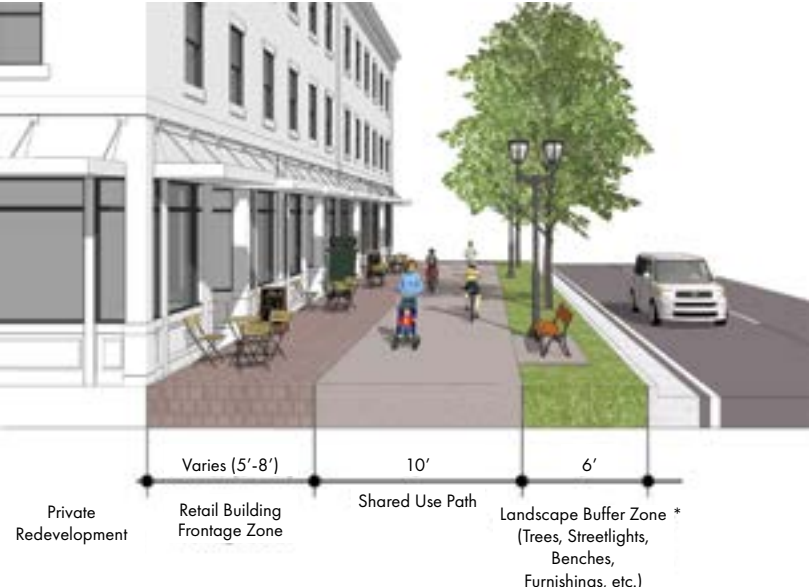 Varies (5'-8')
10'
6'
Private
Redevelopment
Retail Building
Frontage Zone
Shared Use Path
Landscape Buffer Zone *
(Trees, Streetlights,
Benches,
Furnishings, etc.)